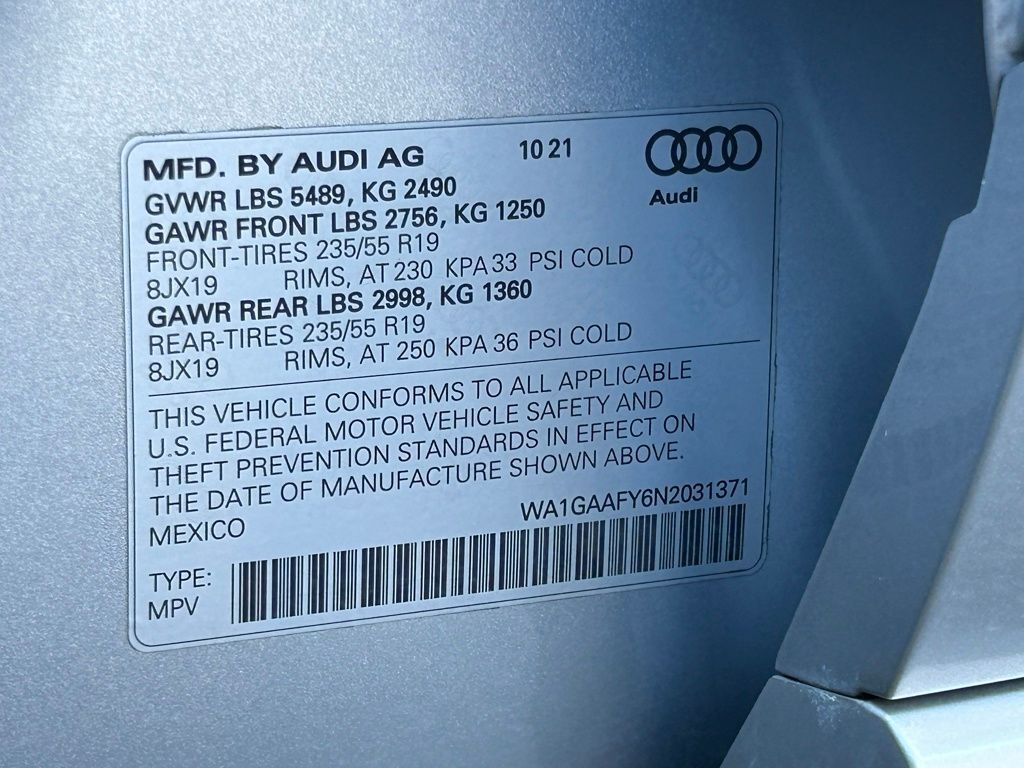 MFD. BY AUDI AG 10 21
Audi
GVWR LBS 5489, KG 2490
GAWR FRONT LBS 2756, KG 1250
FRONT-TIRES 235/55 R19
8JX19 RIMS, AT 230 KPA 33 PSI COLD
GAWR REAR LBS 2998, KG 1360
REAR-TIRES 235/55 R19
8JX19 RIMS, AT 250 KPA 36 PSI COLD
THIS VEHICLE CONFORMS TO ALL APPLICABLE
U.S. FEDERAL MOTOR VEHICLE SAFETY AND
THEFT PREVENTION STANDARDS IN EFFECT ON
THE DATE OF MANUFACTURE SHOWN ABOVE.
MEXICO WA1GAAFY6N2031371
TYPE:
MPV